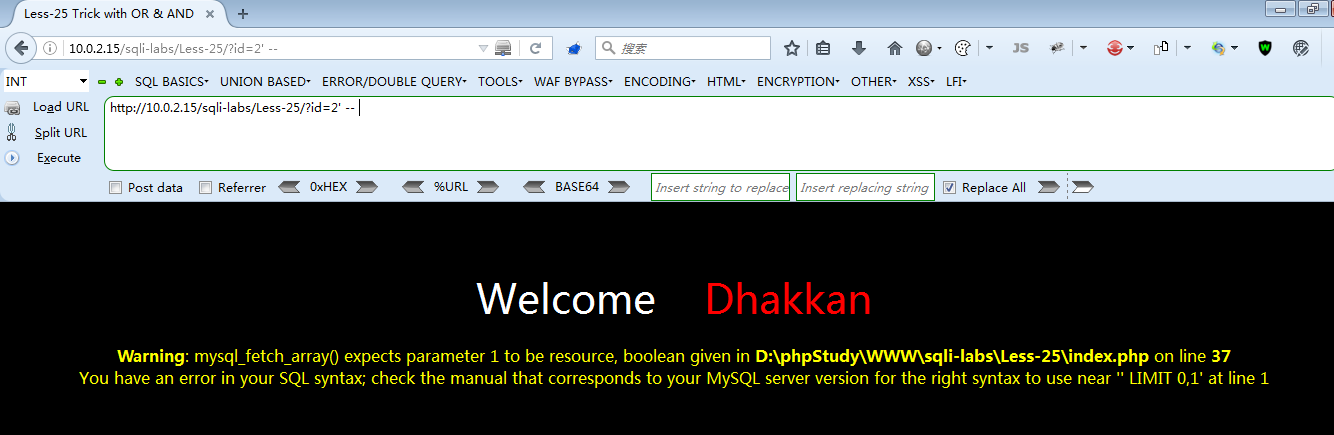 Less-25 Trick with OR & AND
10.0.2.15/sqli-labs/Less-25/?id=2' --
搜索
JS
INT
SQL BASICS
UNION BASED
ERROR/DOUBLE QUERY
TOOLS
WAF BYPASS
ENCODING
HTML
ENCRYPTION
OTHER
XSS
LFI
Load URL
http://10.0.2.15/sqli-labs/Less-25/?id=2' --
Split URL
Execute
Post data
Referrer
0xHEX
%URL
BASE64
Insert string to replace
Insert replacing string
Replace All
Welcome Dhakkan
Warning: mysql_fetch_array() expects parameter 1 to be resource, boolean given in D:\phpStudy\WWW\sqli-labs\Less-25\index.php on line 37
You have an error in your SQL syntax; check the manual that corresponds to your MySQL server version for the right syntax to use near '' LIMIT 0,1' at line 1